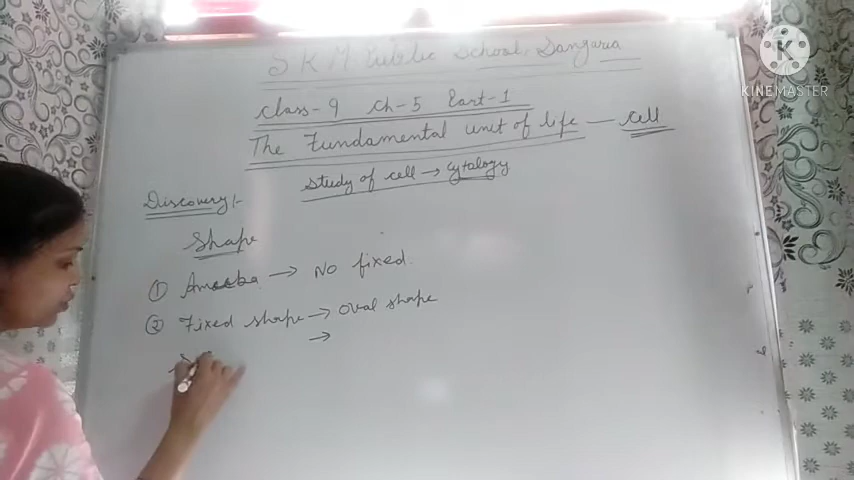 S K M Public School, Sangaria
K
KINEMASTER
Class - 9 Ch - 5 Part - 1
The Fundamental unit of life — Cell
Study of cell → Cytology
Discovery:-
Shape
① Amoeba → No fixed.
② Fixed shape → Oval shape
→